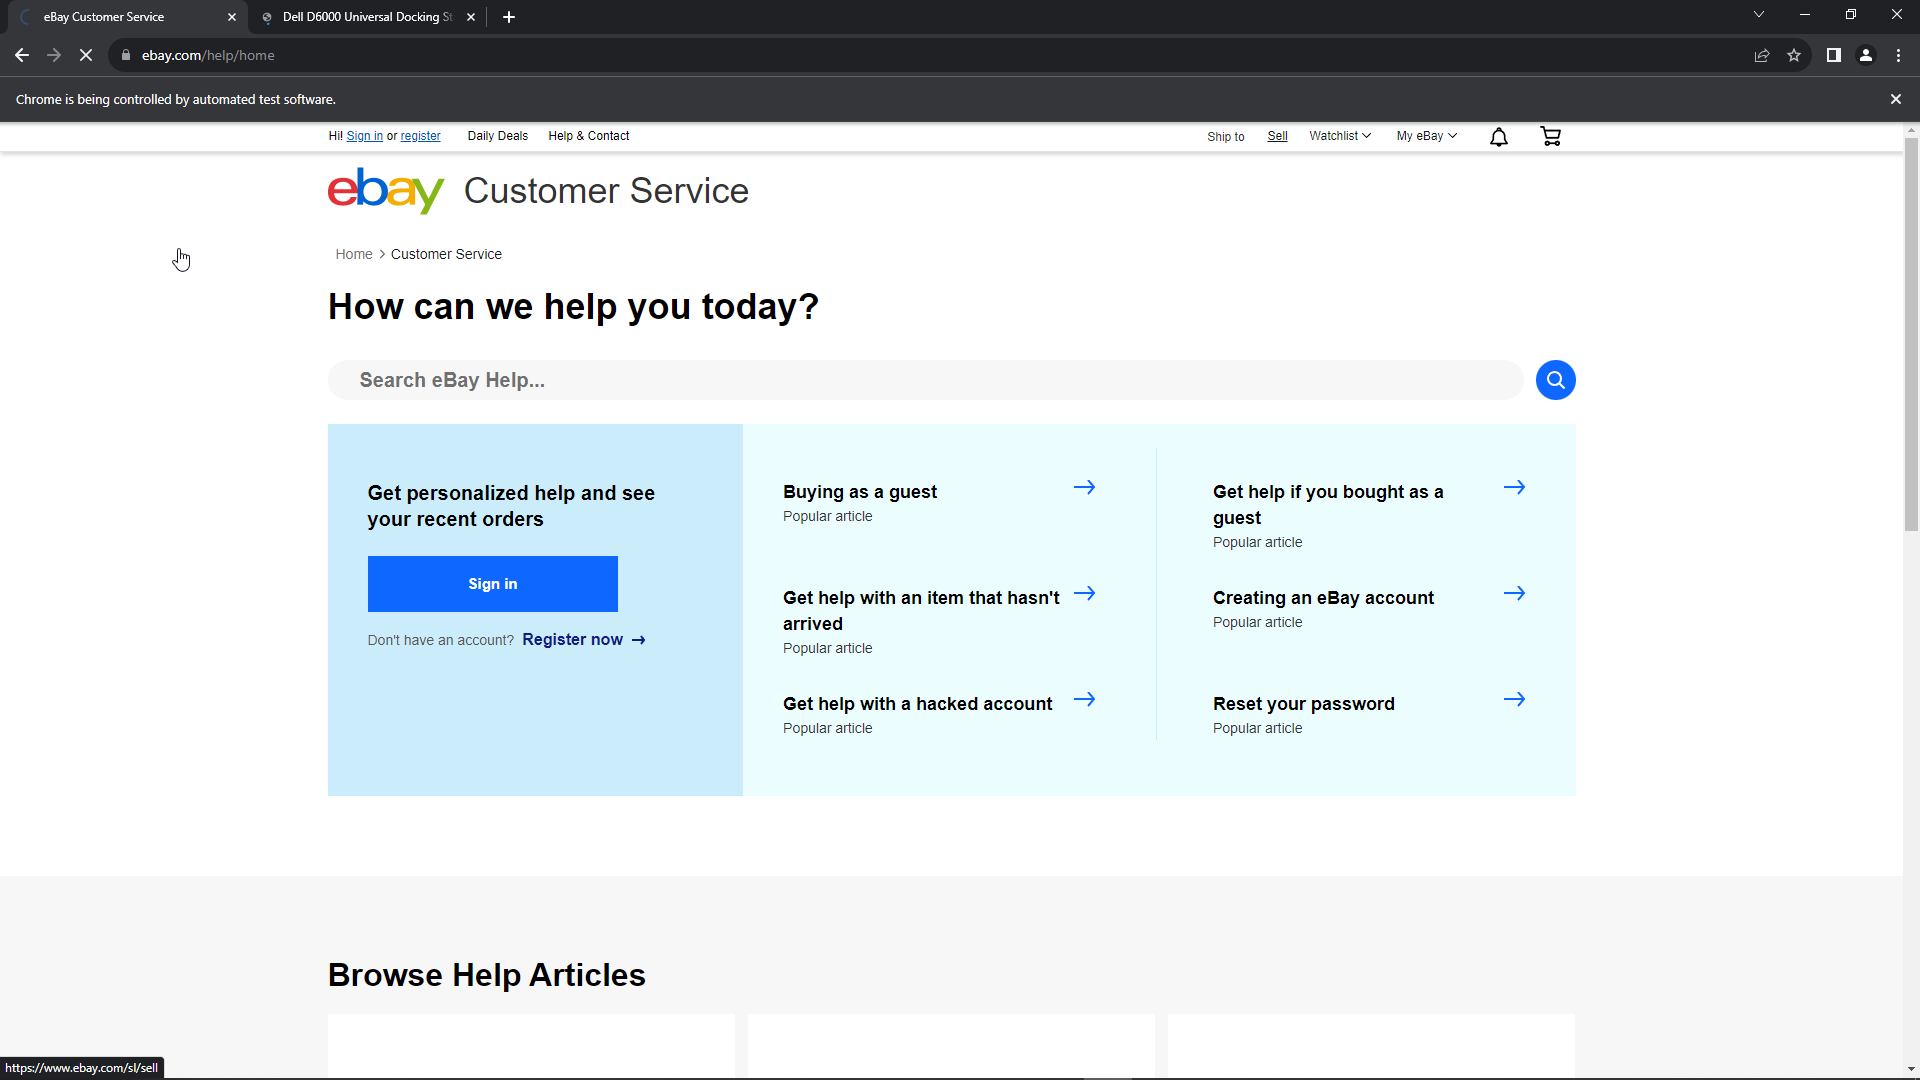 eBay Customer Service
Dell D6000 Universal Docking St
ebay.com/help/home
Chrome is being controlled by automated test software.
Hi! Sign in or register
Daily Deals
Help & Contact
Ship to
Sell
Watchlist
My eBay
ebay Customer Service
Home > Customer Service
How can we help you today?
Search eBay Help...
Get personalized help and see
your recent orders
Sign in
Don't have an account? Register now →
Buying as a guest
Popular article
Get help if you bought as a
guest
Popular article
Get help with an item that hasn't
arrived
Popular article
Creating an eBay account
Popular article
Get help with a hacked account
Popular article
Reset your password
Popular article
Browse Help Articles
https://www.ebay.com/sl/sell